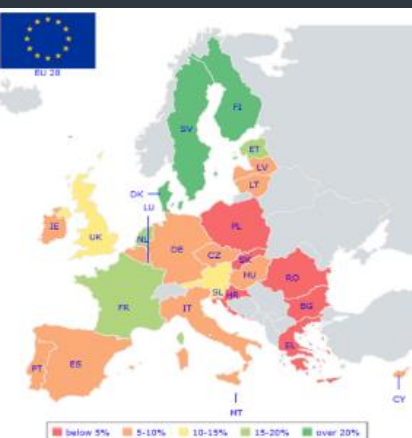 EU 28
FI
SV
ET
LV
DK
LT
LU
IE
UK
NL
PL
DE
CZ
SK
HU
RO
FR
SL
HR
IT
BG
PT
ES
EL
CY
MT
below 5%
5-10%
10-15%
15-20%
over 20%